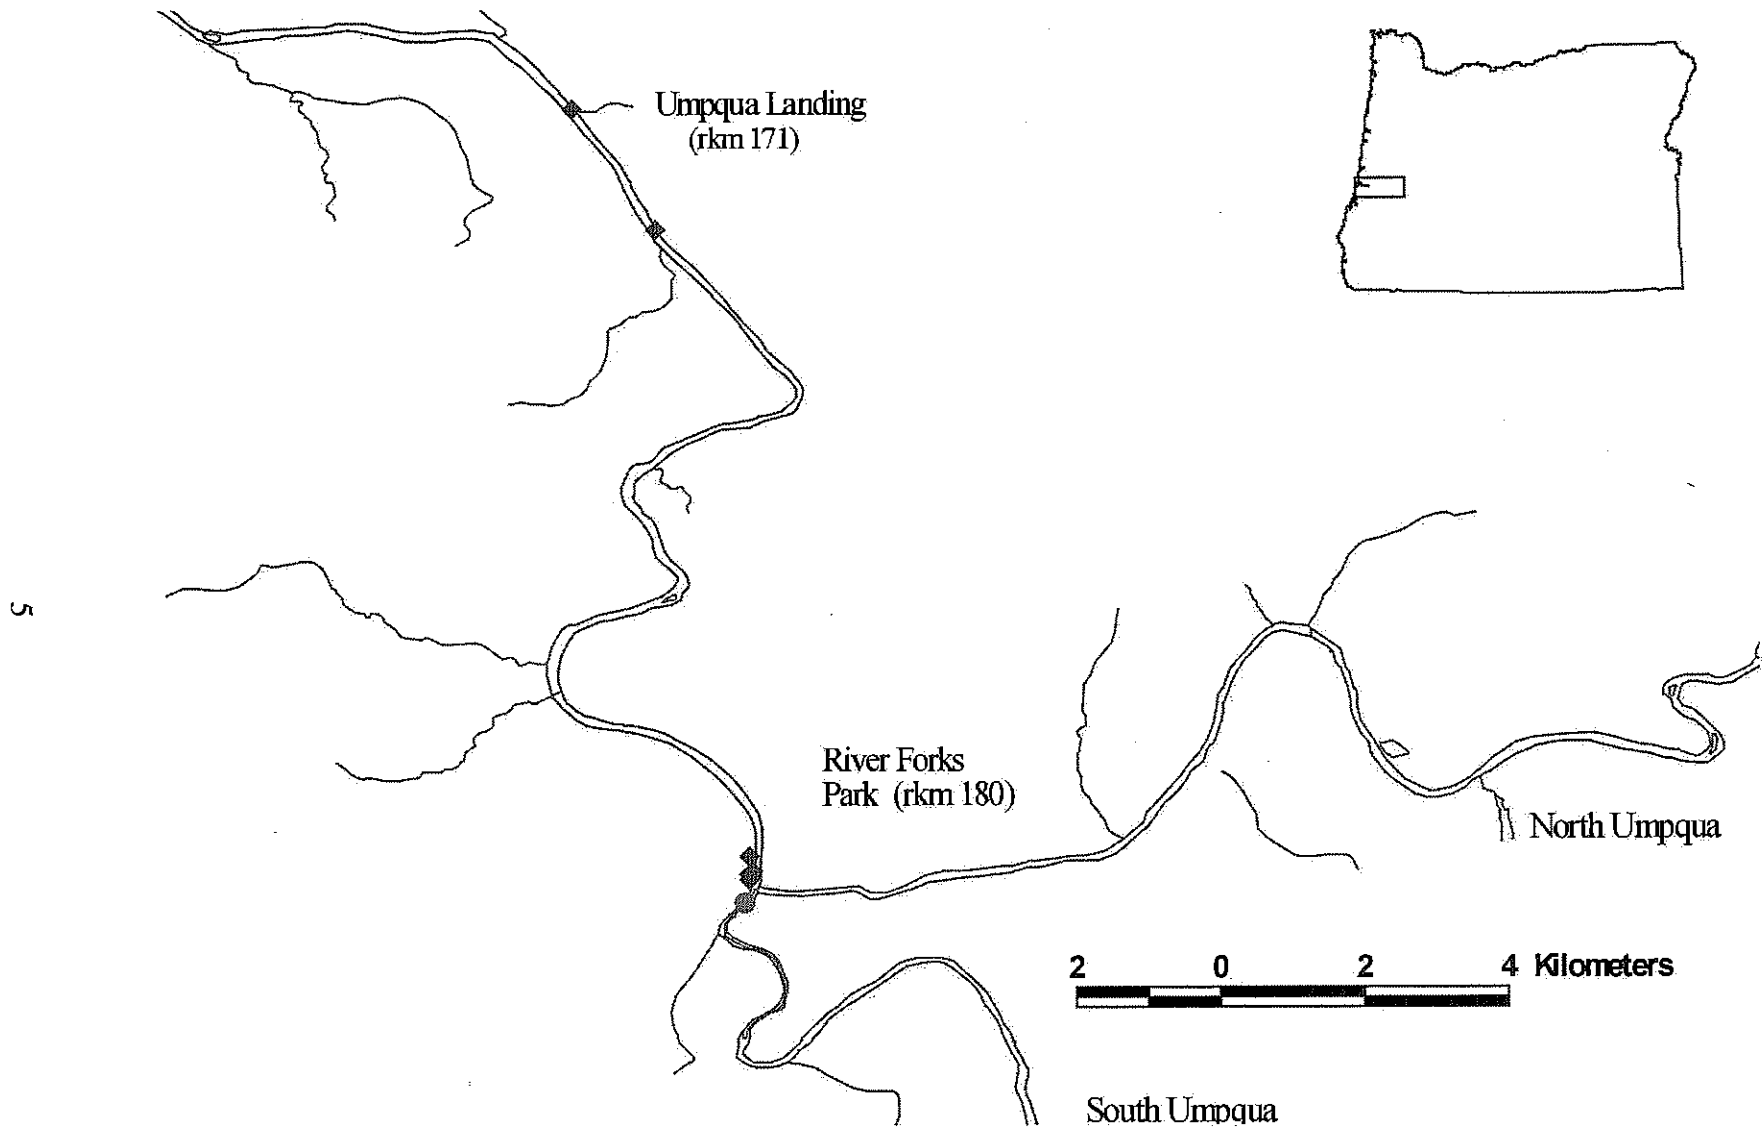 Umpqua Landing
(rkm 171)
River Forks
Park (rkm 180)
North Umpqua
2 0 2 4 Kilometers
South Umpqua
5